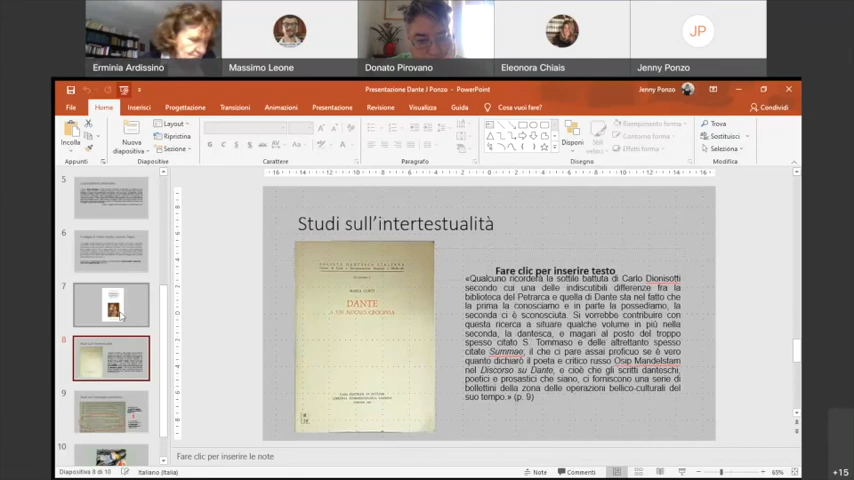 JP
Erminia Ardissino
Massimo Leone
Donato Pirovano
Eleonora Chiais
Jenny Ponzo
Presentazione Dante J Ponzo - PowerPoint
Jenny Ponzo
File
Home
Inserisci
Progettazione
Transizioni
Animazioni
Presentazione
Revisione
Visualizza
Guida
Cosa vuoi fare?
Condividi
Incolla
Nuova
diapositiva
Layout
Ripristina
Sezione
Disponi
Riempimento forma
Contorno forma
Effetti forma
Trova
Sostituisci
Seleziona
Appunti
Diapositive
Carattere
Paragrafo
Disegno
Modifica
5
6
7
8
9
10
Studi sull'intertestualità
SOCIETÀ DANTESCA ITALIANA
MARIA CORTI
DANTE
A UN NUOVO CROCEVIA
Fare clic per inserire testo
«Qualcuno ricorderà la sottile battuta di Carlo Dionisotti
secondo cui una delle indiscutibili differenze fra la
biblioteca del Petrarca e quella di Dante sta nel fatto che
la prima la conosciamo e in parte la possediamo, la
seconda ci è sconosciuta. Si vorrebbe contribuire con
questa ricerca a situare qualche volume in più nella
seconda, la dantesca, e magari al posto del troppo
spesso citato S. Tommaso e delle altrettanto spesso
citate Summae; il che ci pare assai proficuo se è vero
quanto dichiarò il poeta e critico russo Osip Mandelstam
nel Discorso su Dante, e cioè che gli scritti danteschi,
poetici e prosastici che siano, ci forniscono una serie di
bollettini della zona delle operazioni bellico-culturali del
suo tempo.» (p. 9)
Fare clic per inserire le note
Diapositiva 8 di 10
Italiano (Italia)
Note
Commenti
65%
+15